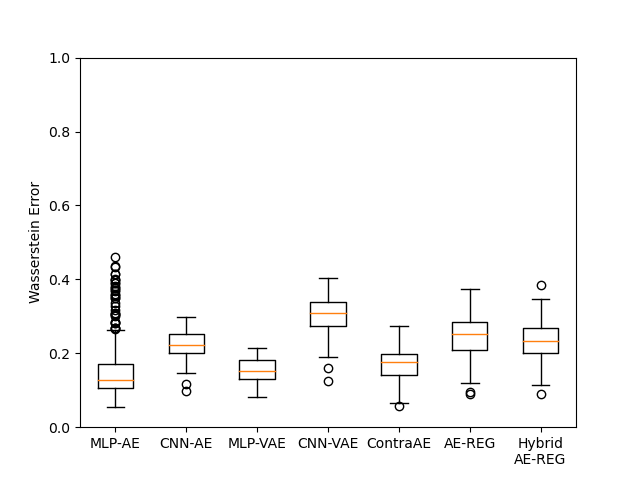 1.0
0.8
0.6
0.4
0.2
0.0
Wasserstein Error
MLP-AE
CNN-AE
MLP-VAE
CNN-VAE
ContraAE
AE-REG
Hybrid
AE-REG